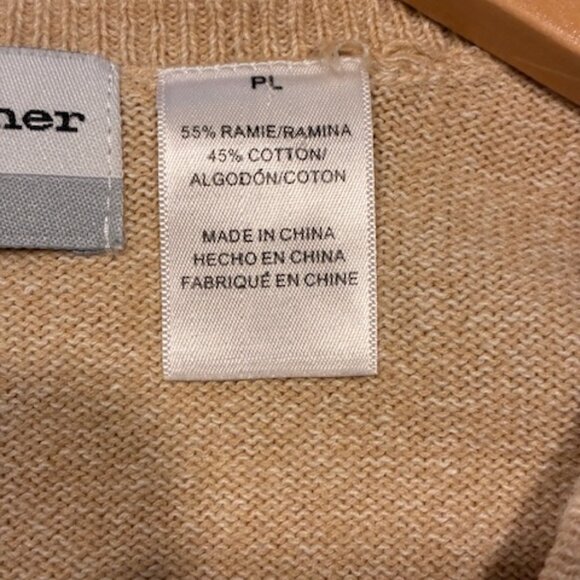 ner
PL
55% RAMIE/RAMINA
45% COTTON/
ALGODÓN/COTON
MADE IN CHINA
HECHO EN CHINA
FABRIQUÉ EN CHINE